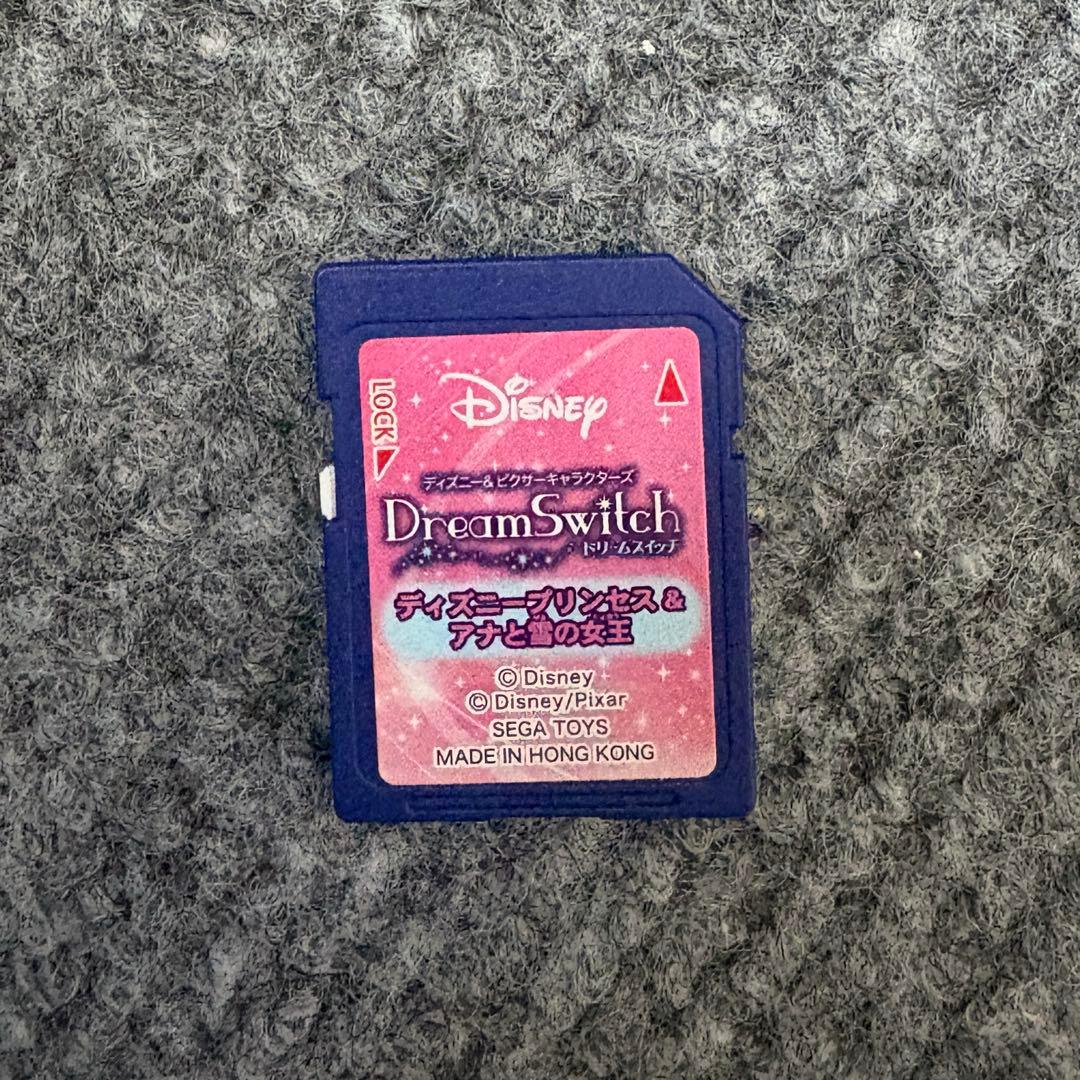 Disney
LOCK
ディズニー&ピクサーキャラクターズ
DreamSwitch
ドリームスイッチ
ディズニープリンセス&
アナと雪の女王
©Disney
©Disney/Pixar
SEGA TOYS
MADE IN HONG KONG